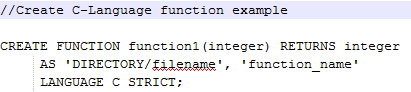 //Create C-Language function example
CREATE FUNCTION function1(integer) RETURNS integer
AS 'DIRECTORY/filename', 'function_name'
LANGUAGE C STRICT;